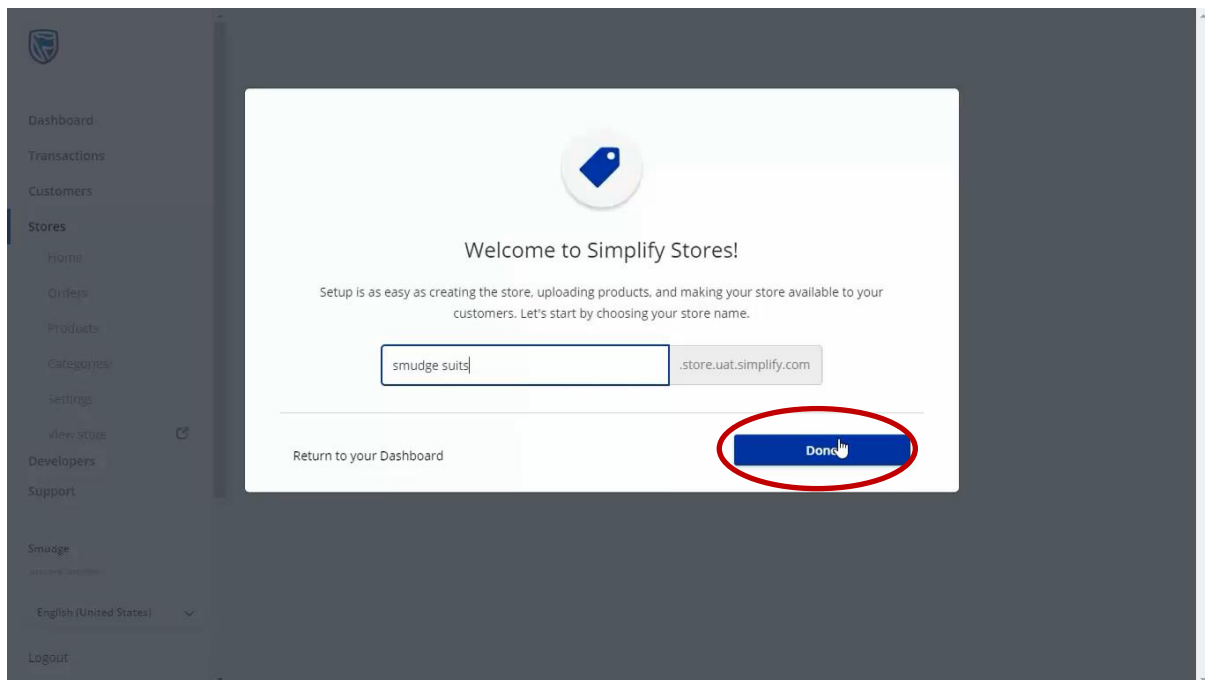 Dashboard
Transactions
Customers
Stores
Home
Orders
Products
Categories
Settings
View store
Developers
Support
Smudge
English (United States)
Logout
Welcome to Simplify Stores!
Setup is as easy as creating the store, uploading products, and making your store available to your
customers. Let's start by choosing your store name.
smudge suits .store.uat.simplify.com
Return to your Dashboard
Done